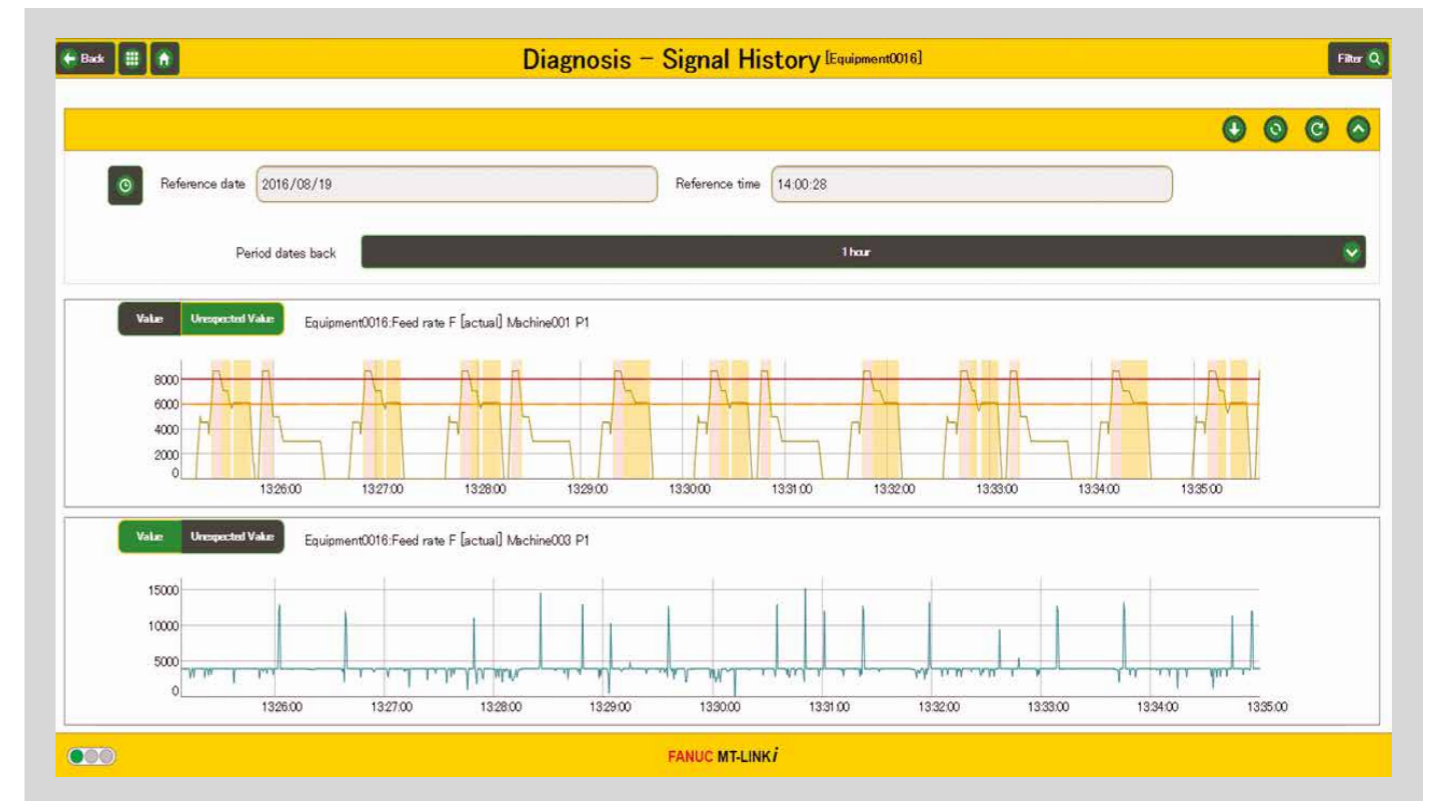 Back
Diagnosis - Signal History [Equipment0016]
Filter
Reference date 2016/08/19 Reference time 14:00:28
Period dates back 1 hour
Value Unexpected Value Equipment0016:Feed rate F [actual] Machine001 P1
8000
6000
4000
2000
0
13:26:00 13:27:00 13:28:00 13:29:00 13:30:00 13:31:00 13:32:00 13:33:00 13:34:00 13:35:00
Value Unexpected Value Equipment0016:Feed rate F [actual] Machine003 P1
15000
10000
5000
0
13:26:00 13:27:00 13:28:00 13:29:00 13:30:00 13:31:00 13:32:00 13:33:00 13:34:00 13:35:00
FANUC MT-LINKi